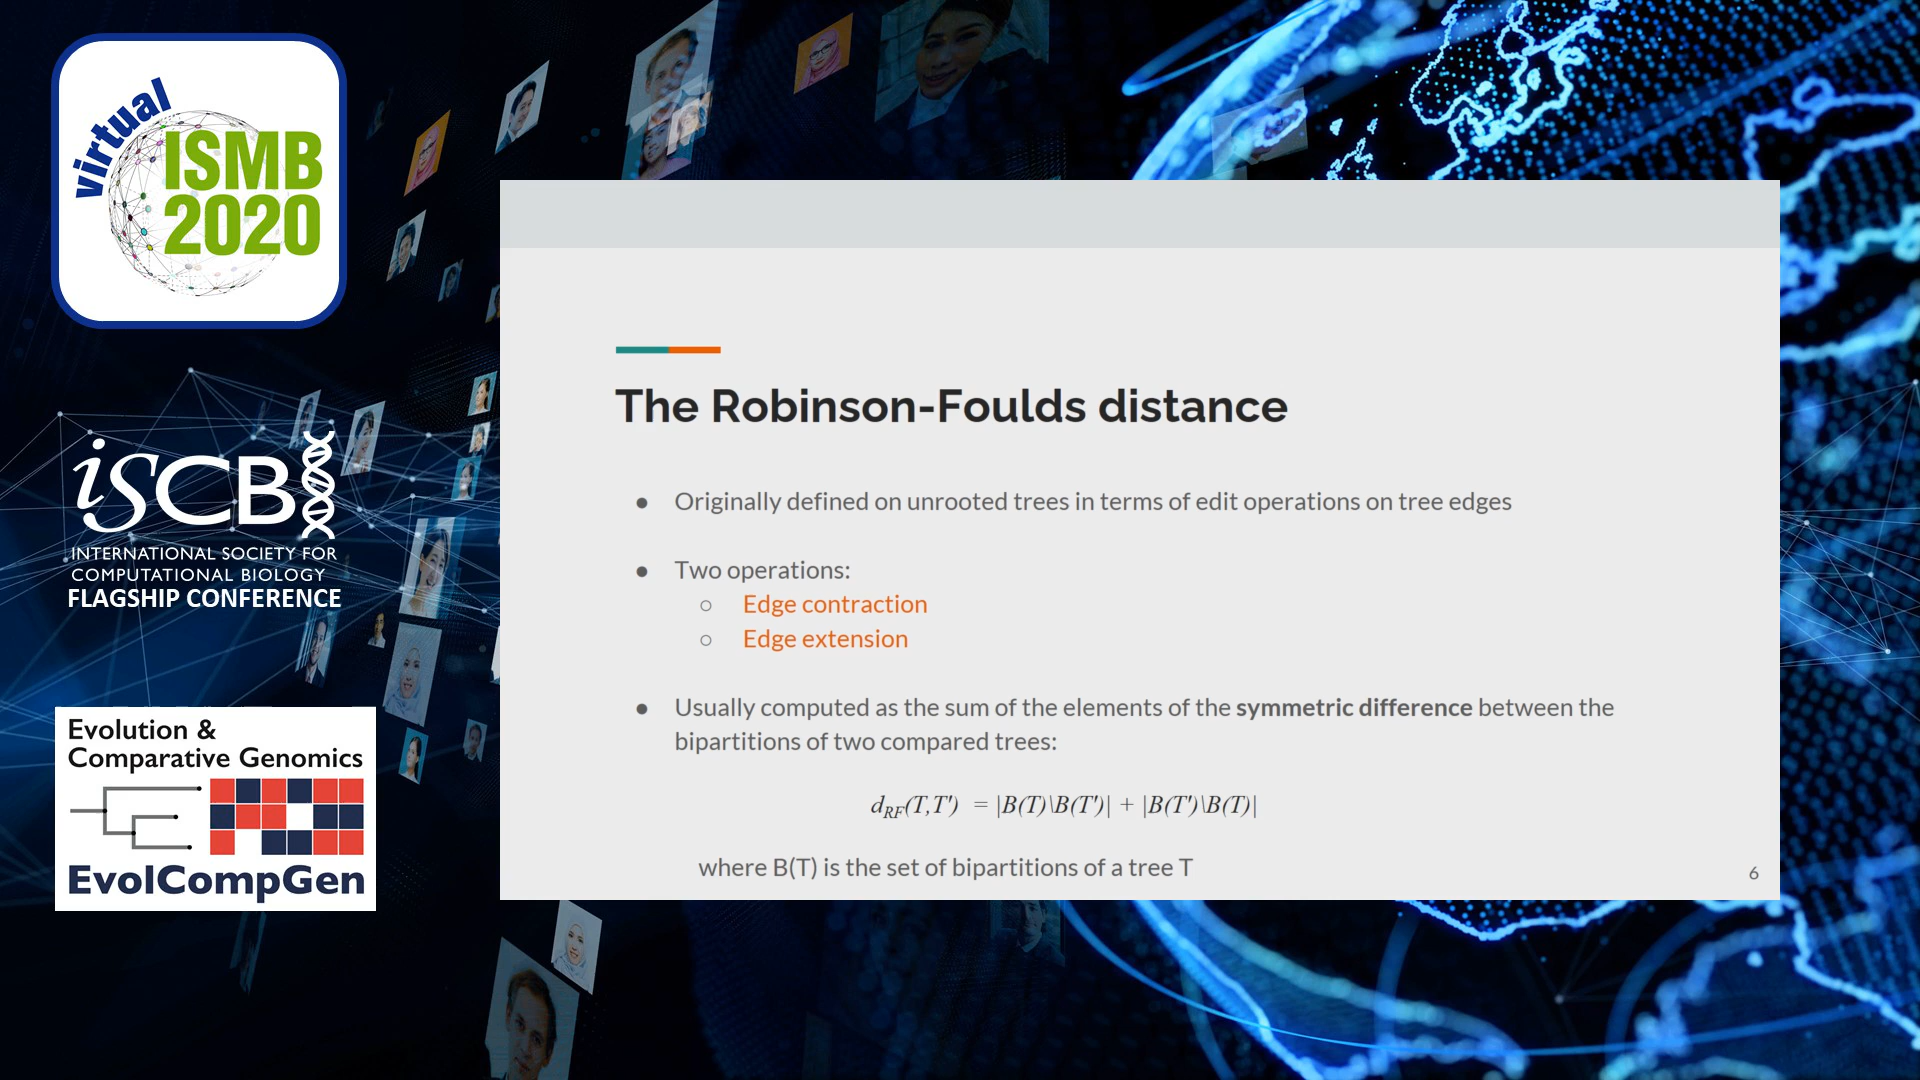 virtual
ISMB
2020
iSCB
INTERNATIONAL SOCIETY FOR
COMPUTATIONAL BIOLOGY
FLAGSHIP CONFERENCE
Evolution &
Comparative Genomics
EvolCompGen
The Robinson-Foulds distance
● Originally defined on unrooted trees in terms of edit operations on tree edges
● Two operations:
○ Edge contraction
○ Edge extension
● Usually computed as the sum of the elements of the symmetric difference between the
bipartitions of two compared trees:
d_RF(T,T') = |B(T)\B(T')| + |B(T')\B(T)|
where B(T) is the set of bipartitions of a tree T
6